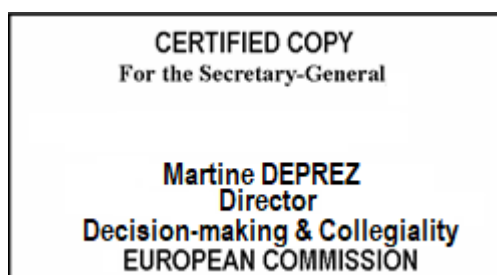 CERTIFIED COPY
For the Secretary-General
Martine DEPREZ
Director
Decision-making & Collegiality
EUROPEAN COMMISSION